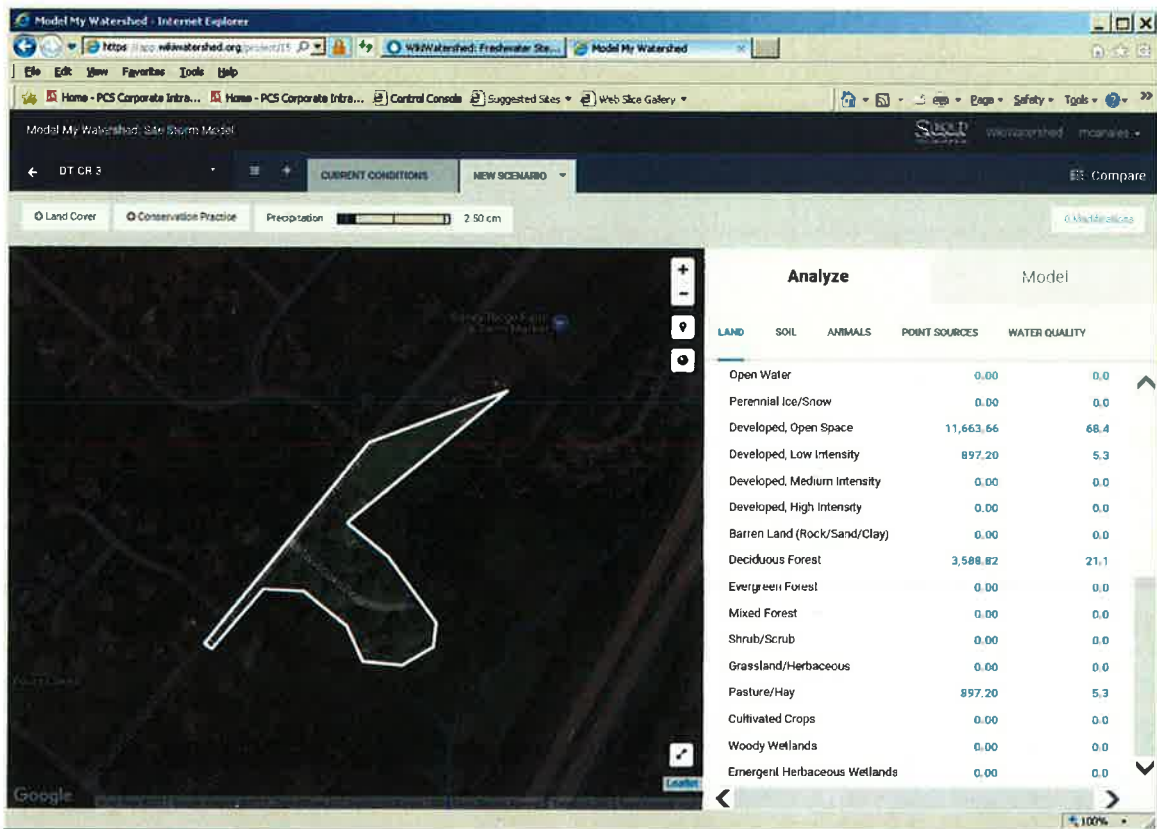 Model My Watershed - Internet Explorer
WikiWatershed: Freshwater Ste... Model My Watershed
File Edit View Favorites Tools Help
Home - PCS Corporate Intra... Home - PCS Corporate Intra... Control Console Suggested Sites Web Slice Gallery Page Safety Tools
Model My Watershed: Site Storm Model
DT CR 3 CURRENT CONDITIONS NEW SCENARIO Compare
Land Cover Conservation Practice Precipitation 2.50 cm
Analyze Model
LAND SOIL ANIMALS POINT SOURCES WATER QUALITY
Open Water 0.00 0.0
Perennial Ice/Snow 0.00 0.0
Developed, Open Space 11,663.66 68.4
Developed, Low Intensity 897.20 5.3
Developed, Medium Intensity 0.00 0.0
Developed, High Intensity 0.00 0.0
Barren Land (Rock/Sand/Clay) 0.00 0.0
Deciduous Forest 3,588.82 21.1
Evergreen Forest 0.00 0.0
Mixed Forest 0.00 0.0
Shrub/Scrub 0.00 0.0
Grassland/Herbaceous 0.00 0.0
Pasture/Hay 897.20 5.3
Cultivated Crops 0.00 0.0
Woody Wetlands 0.00 0.0
Emergent Herbaceous Wetlands 0.00 0.0
Leaflet
Google
100%